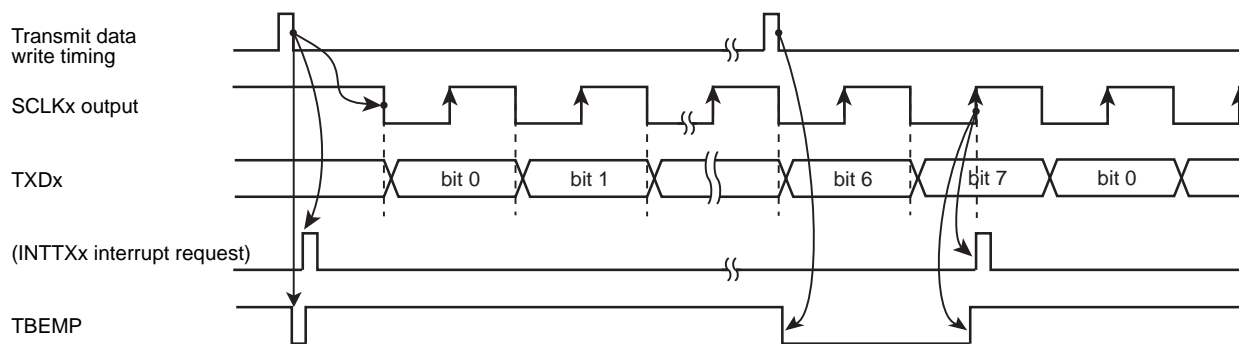 Transmit data
write timing
SCLKx output
TXDx
bit 0
bit 1
bit 6
bit 7
bit 0
(INTTXx interrupt request)
TBEMP